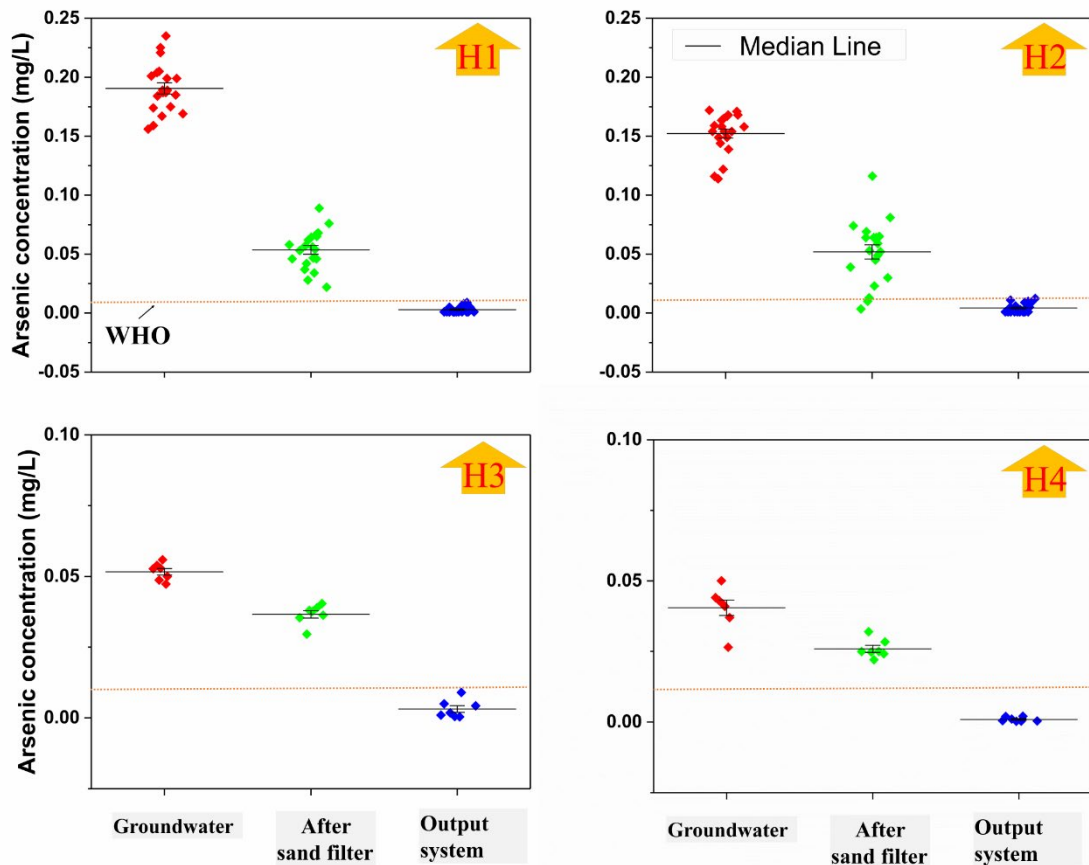 Arsenic concentration (mg/L)
0.25
0.20
0.15
0.10
0.05
0.00
-0.05
H1
WHO
0.25
0.20
0.15
0.10
0.05
0.00
-0.05
Median Line
H2
Arsenic concentration (mg/L)
0.10
0.05
0.00
H3
Groundwater
After
sand filter
Output
system
0.10
0.05
0.00
H4
Groundwater
After
sand filter
Output
system